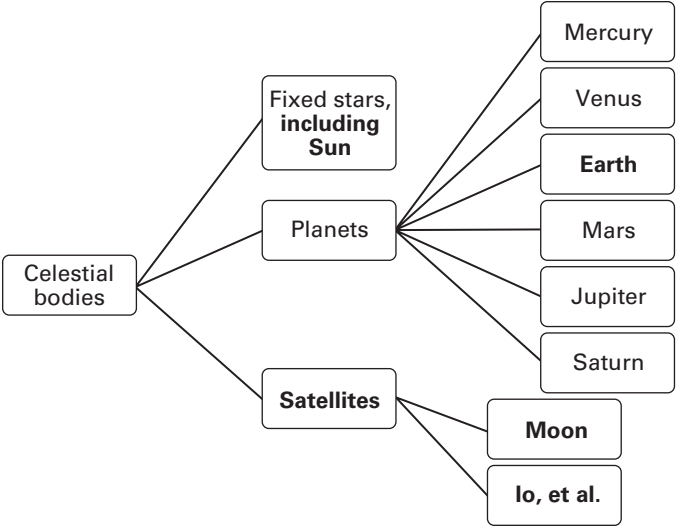 Celestial
bodies
Fixed stars,
including
Sun
Planets
Satellites
Mercury
Venus
Earth
Mars
Jupiter
Saturn
Moon
Io, et al.